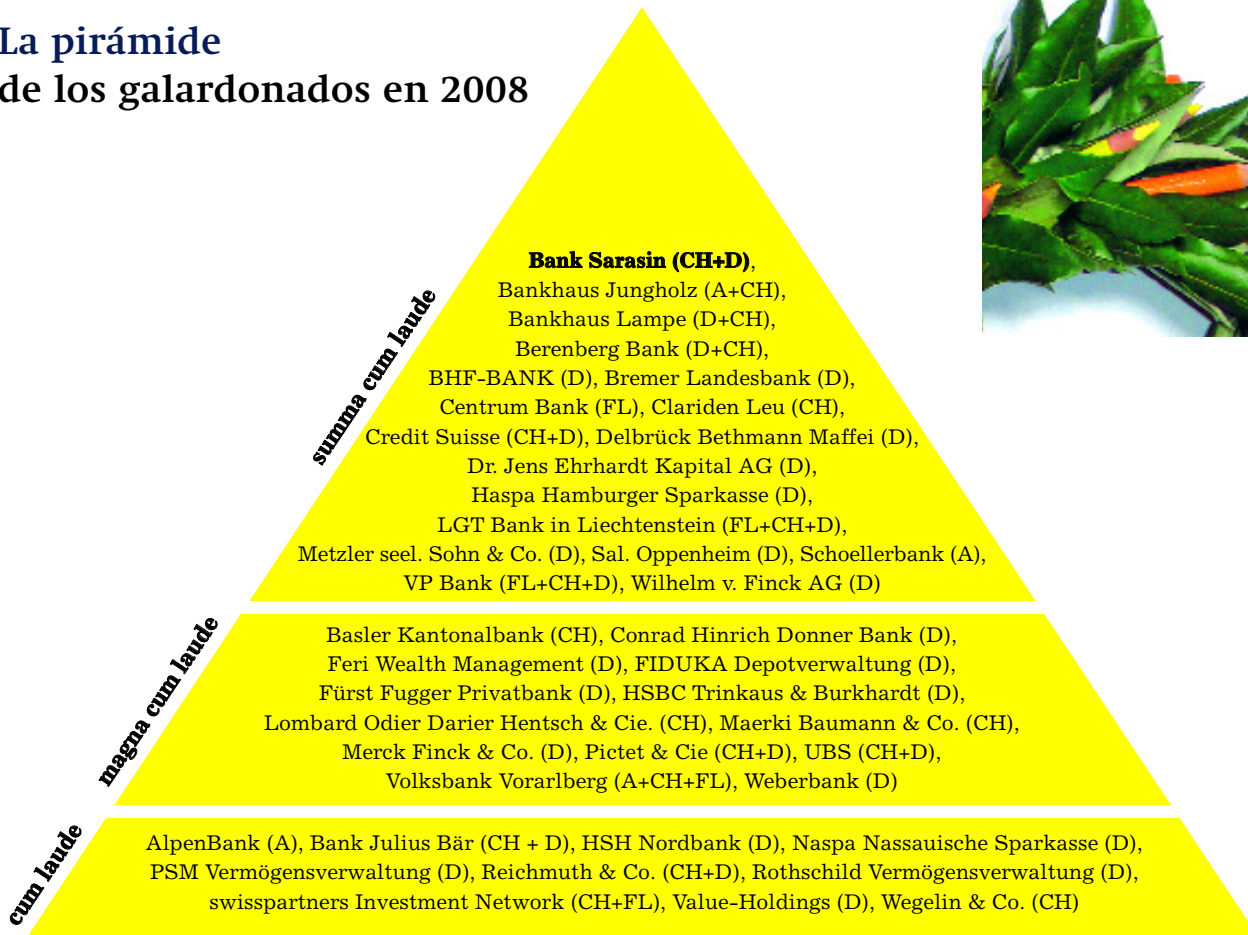 La pirámide
de los galardonados en 2008
summa cum laude
Bank Sarasin (CH+D),
Bankhaus Jungholz (A+CH),
Bankhaus Lampe (D+CH),
Berenberg Bank (D+CH),
BHF-BANK (D), Bremer Landesbank (D),
Centrum Bank (FL), Clariden Leu (CH),
Credit Suisse (CH+D), Delbrück Bethmann Maffei (D),
Dr. Jens Ehrhardt Kapital AG (D),
Haspa Hamburger Sparkasse (D),
LGT Bank in Liechtenstein (FL+CH+D),
Metzler seel. Sohn & Co. (D), Sal. Oppenheim (D), Schoellerbank (A),
VP Bank (FL+CH+D), Wilhelm v. Finck AG (D)
magna cum laude
Basler Kantonalbank (CH), Conrad Hinrich Donner Bank (D),
Feri Wealth Management (D), FIDUKA Depotverwaltung (D),
Fürst Fugger Privatbank (D), HSBC Trinkaus & Burkhardt (D),
Lombard Odier Darier Hentsch & Cie. (CH), Maerki Baumann & Co. (CH),
Merck Finck & Co. (D), Pictet & Cie (CH+D), UBS (CH+D),
Volksbank Vorarlberg (A+CH+FL), Weberbank (D)
cum laude
AlpenBank (A), Bank Julius Bär (CH + D), HSH Nordbank (D), Naspa Nassauische Sparkasse (D),
PSM Vermögensverwaltung (D), Reichmuth & Co. (CH+D), Rothschild Vermögensverwaltung (D),
swisspartners Investment Network (CH+FL), Value-Holdings (D), Wegelin & Co. (CH)